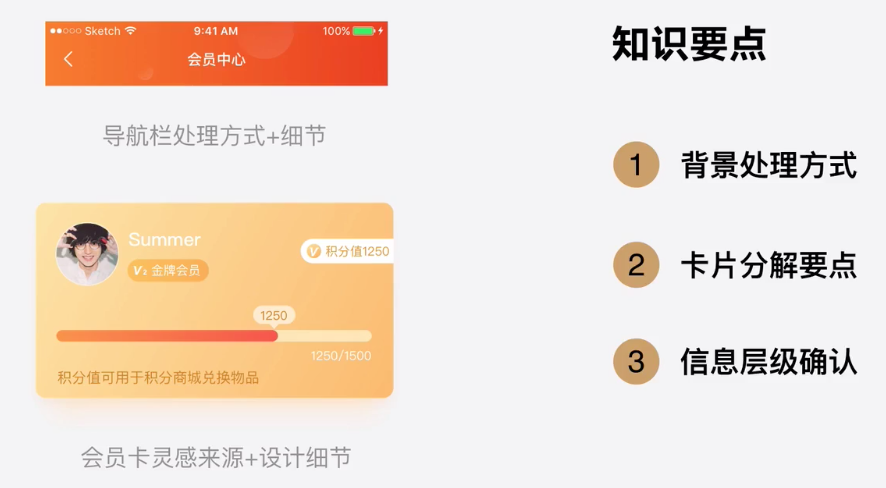 Sketch 9:41 AM 100%
会员中心
导航栏处理方式+细节
Summer
V2 金牌会员
V 积分值1250
1250
1250/1500
积分值可用于积分商城兑换物品
会员卡灵感来源+设计细节
知识要点
1 背景处理方式
2 卡片分解要点
3 信息层级确认